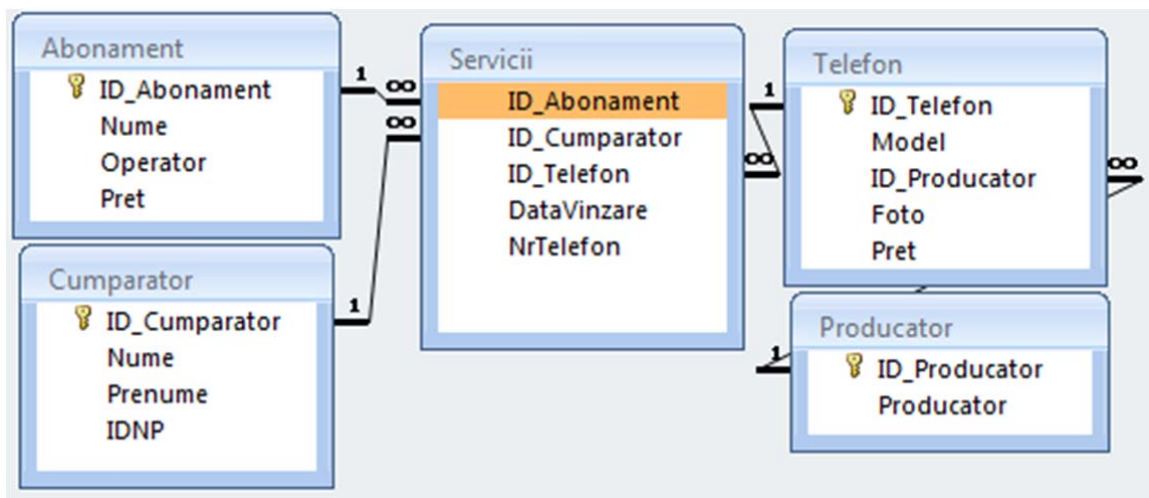 Abonament
ID_Abonament
Nume
Operator
Pret
1
∞
∞
Servicii
ID_Abonament
ID_Cumparator
ID_Telefon
DataVinzare
NrTelefon
1
∞
Telefon
ID_Telefon
Model
ID_Producator
Foto
Pret
∞
Cumparator
ID_Cumparator
Nume
Prenume
IDNP
1
1
Producator
ID_Producator
Producator